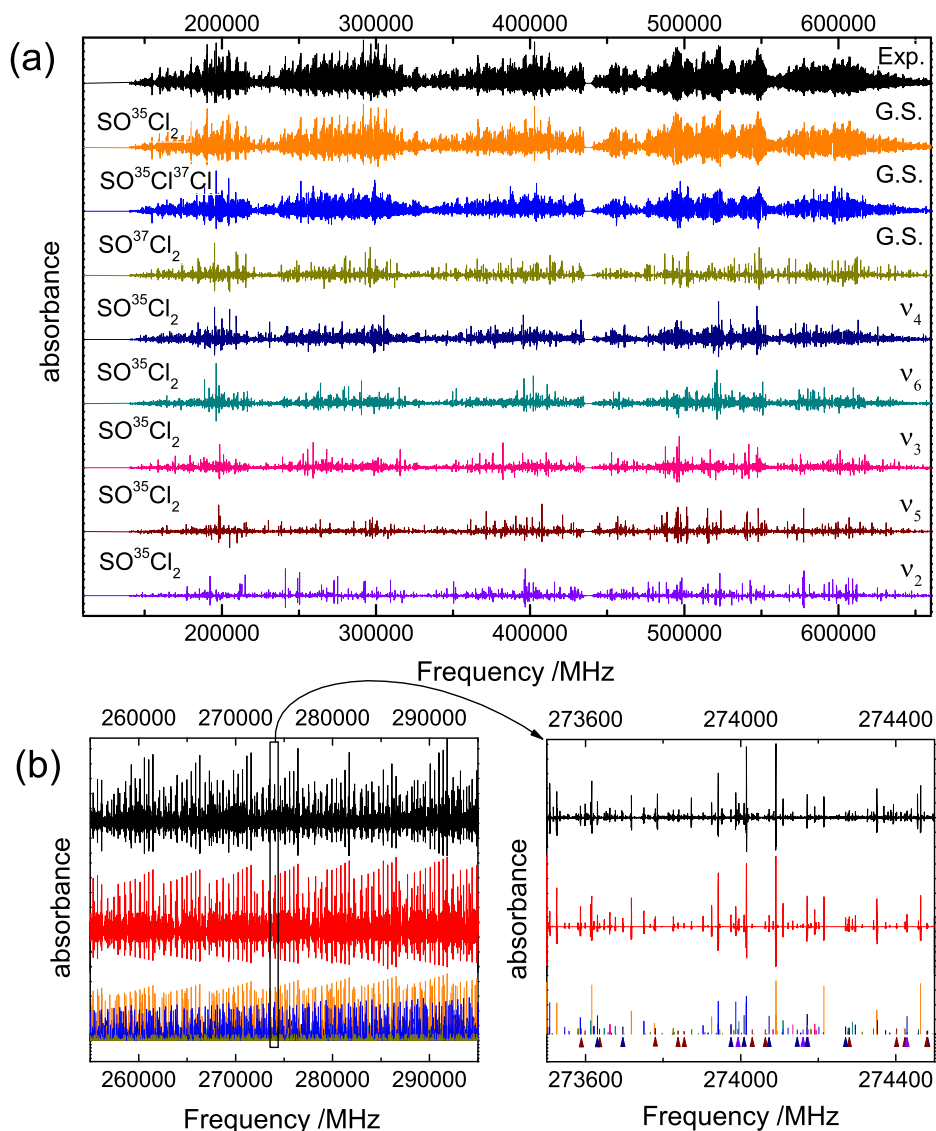 (a)
200000 300000 400000 500000 600000
Exp.
SO³⁵Cl₂ G.S.
SO³⁵Cl³⁷Cl G.S.
SO³⁷Cl₂ G.S.
SO³⁵Cl₂ ν₄
SO³⁵Cl₂ ν₆
SO³⁵Cl₂ ν₃
SO³⁵Cl₂ ν₅
SO³⁵Cl₂ ν₂
absorbance
200000 300000 400000 500000 600000
Frequency /MHz
(b)
260000 270000 280000 290000
absorbance
260000 270000 280000 290000
Frequency /MHz
273600 274000 274400
absorbance
273600 274000 274400
Frequency /MHz